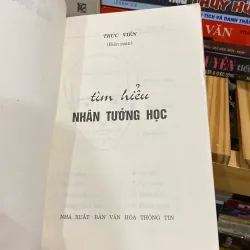 TRỰC VIÊN
(Biên soạn)
tìm hiểu
NHÂN TƯỚNG HỌC
NHÀ XUẤT BẢN VĂN HÓA THÔNG TIN